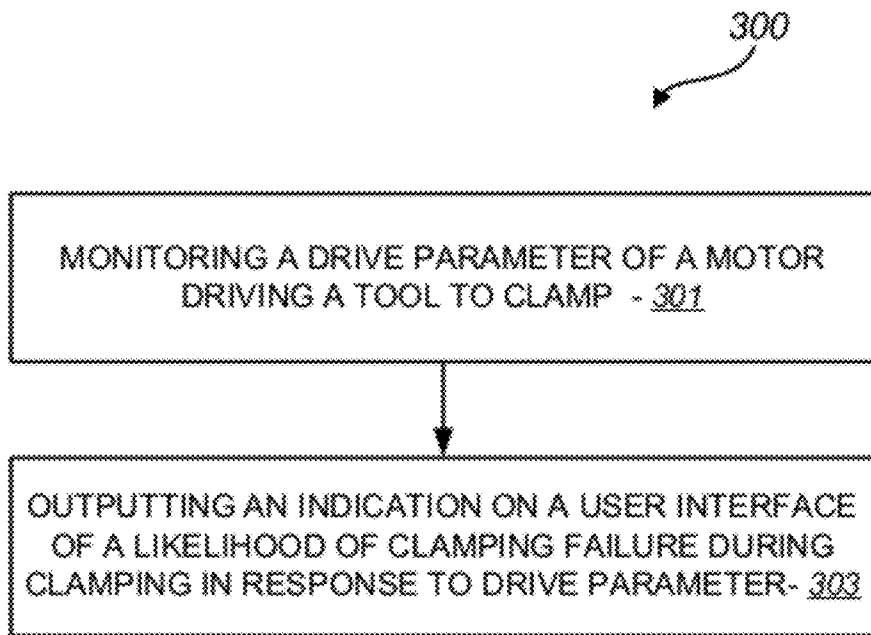 300
MONITORING A DRIVE PARAMETER OF A MOTOR
DRIVING A TOOL TO CLAMP - 301
OUTPUTTING AN INDICATION ON A USER INTERFACE
OF A LIKELIHOOD OF CLAMPING FAILURE DURING
CLAMPING IN RESPONSE TO DRIVE PARAMETER- 303